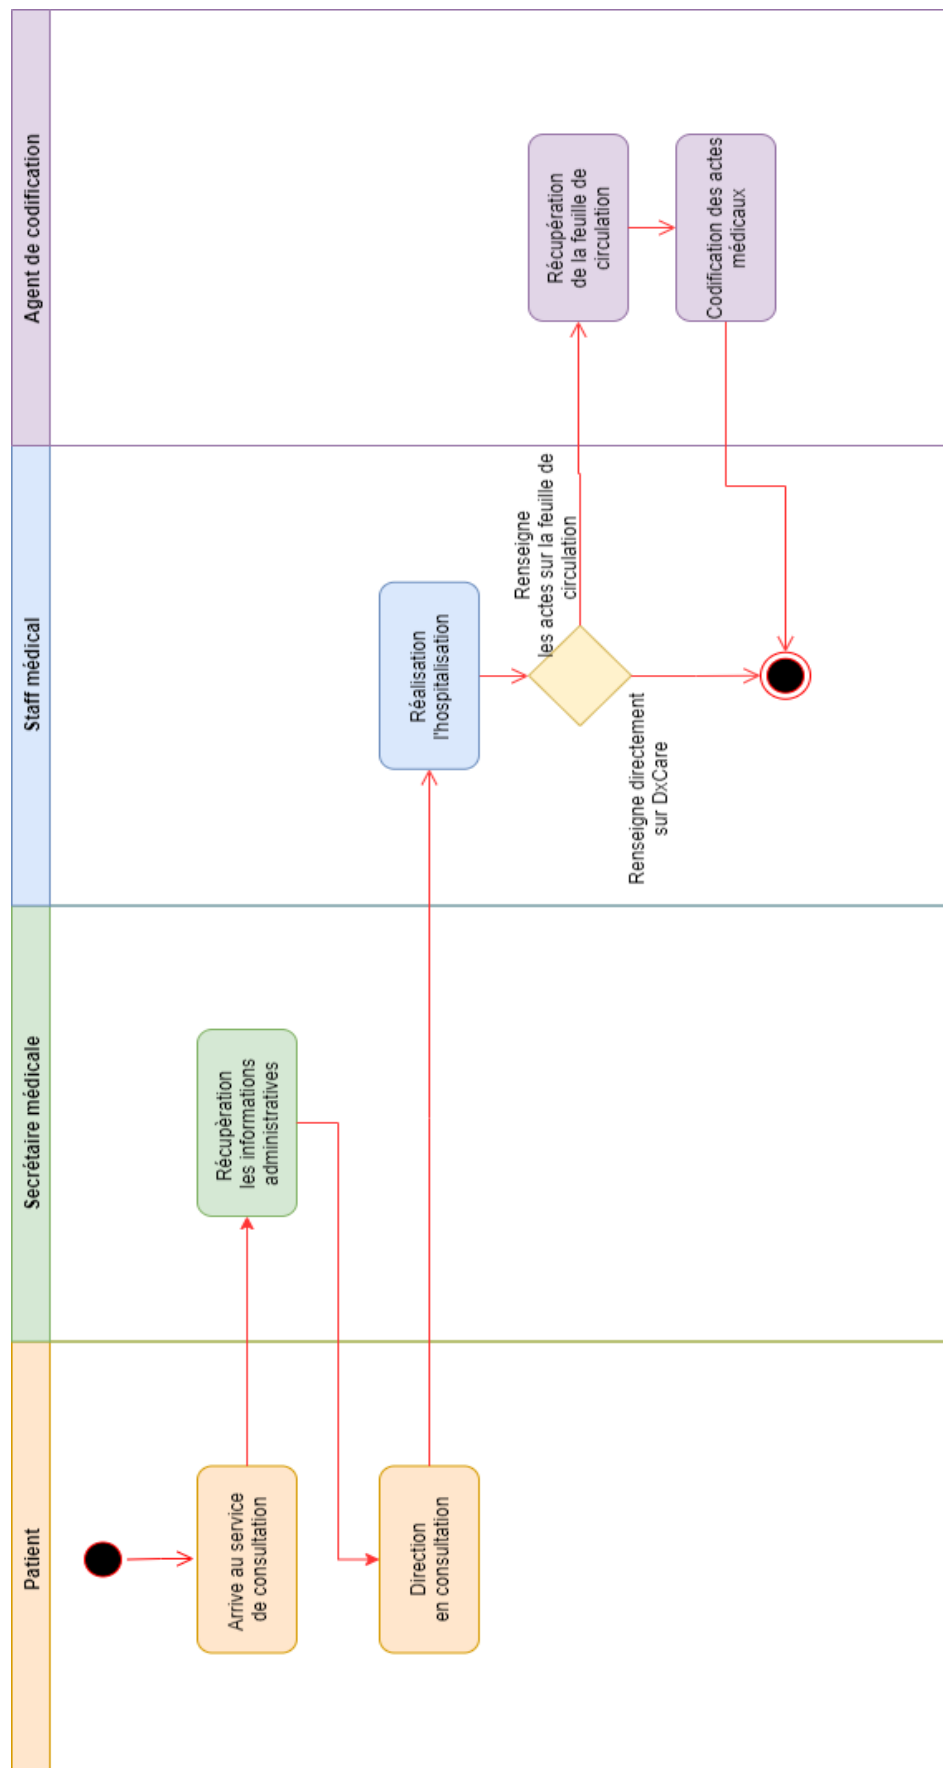 Patient
Secrétaire médicale
Staff médical
Agent de codification
Arrive au service
de consultation
Récupèration
les informations
administratives
Direction
en consultation
Réalisation
l'hospitalisation
Renseigne
les actes sur la feuille de
circulation
Renseigne directement
sur DxCare
Récupération
de la feuille de
circulation
Codification des actes
médicaux